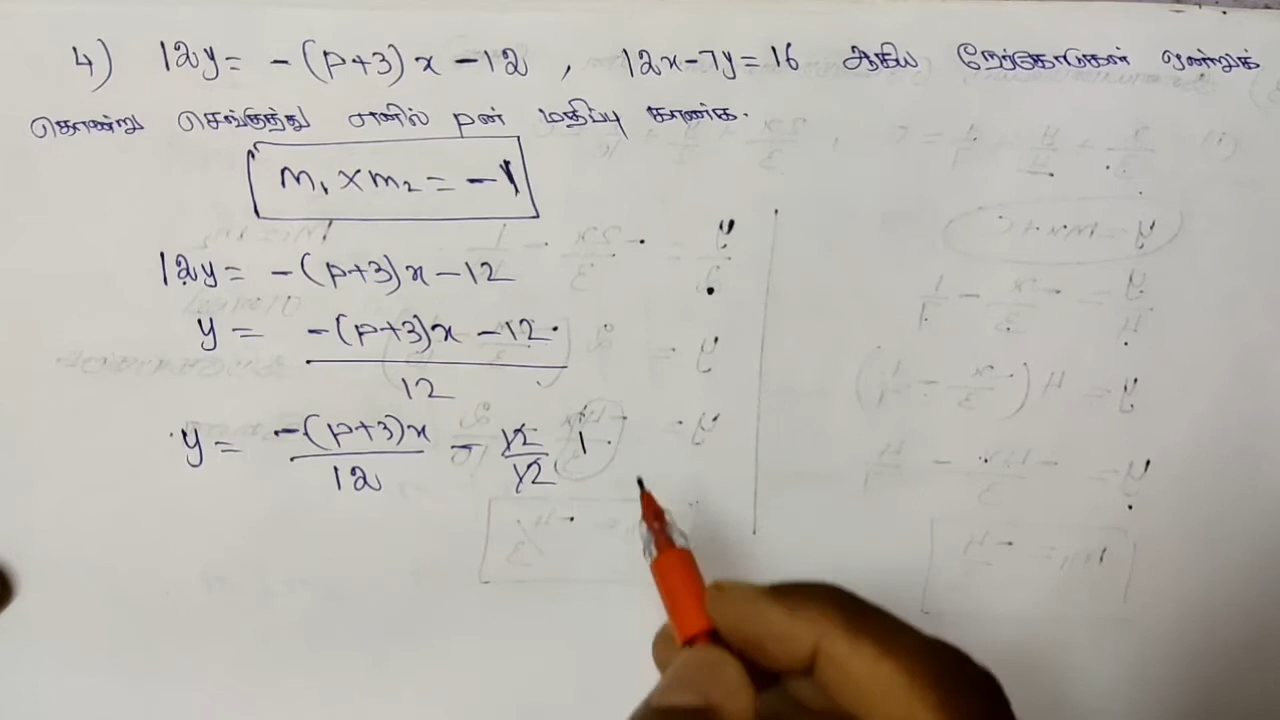 4) 12y = -(p+3)x - 12 , 12x - 7y = 16 ஆகிய நேர்கோடுகள் ஒன்றுக்
கொன்று செங்குத்து எனில் pன் மதிப்பு காண்க.
m₁ × m₂ = -1
12y = -(p+3)x - 12
y = -(p+3)x - 12
12
y = -(p+3)x / 12 - 12/12 1